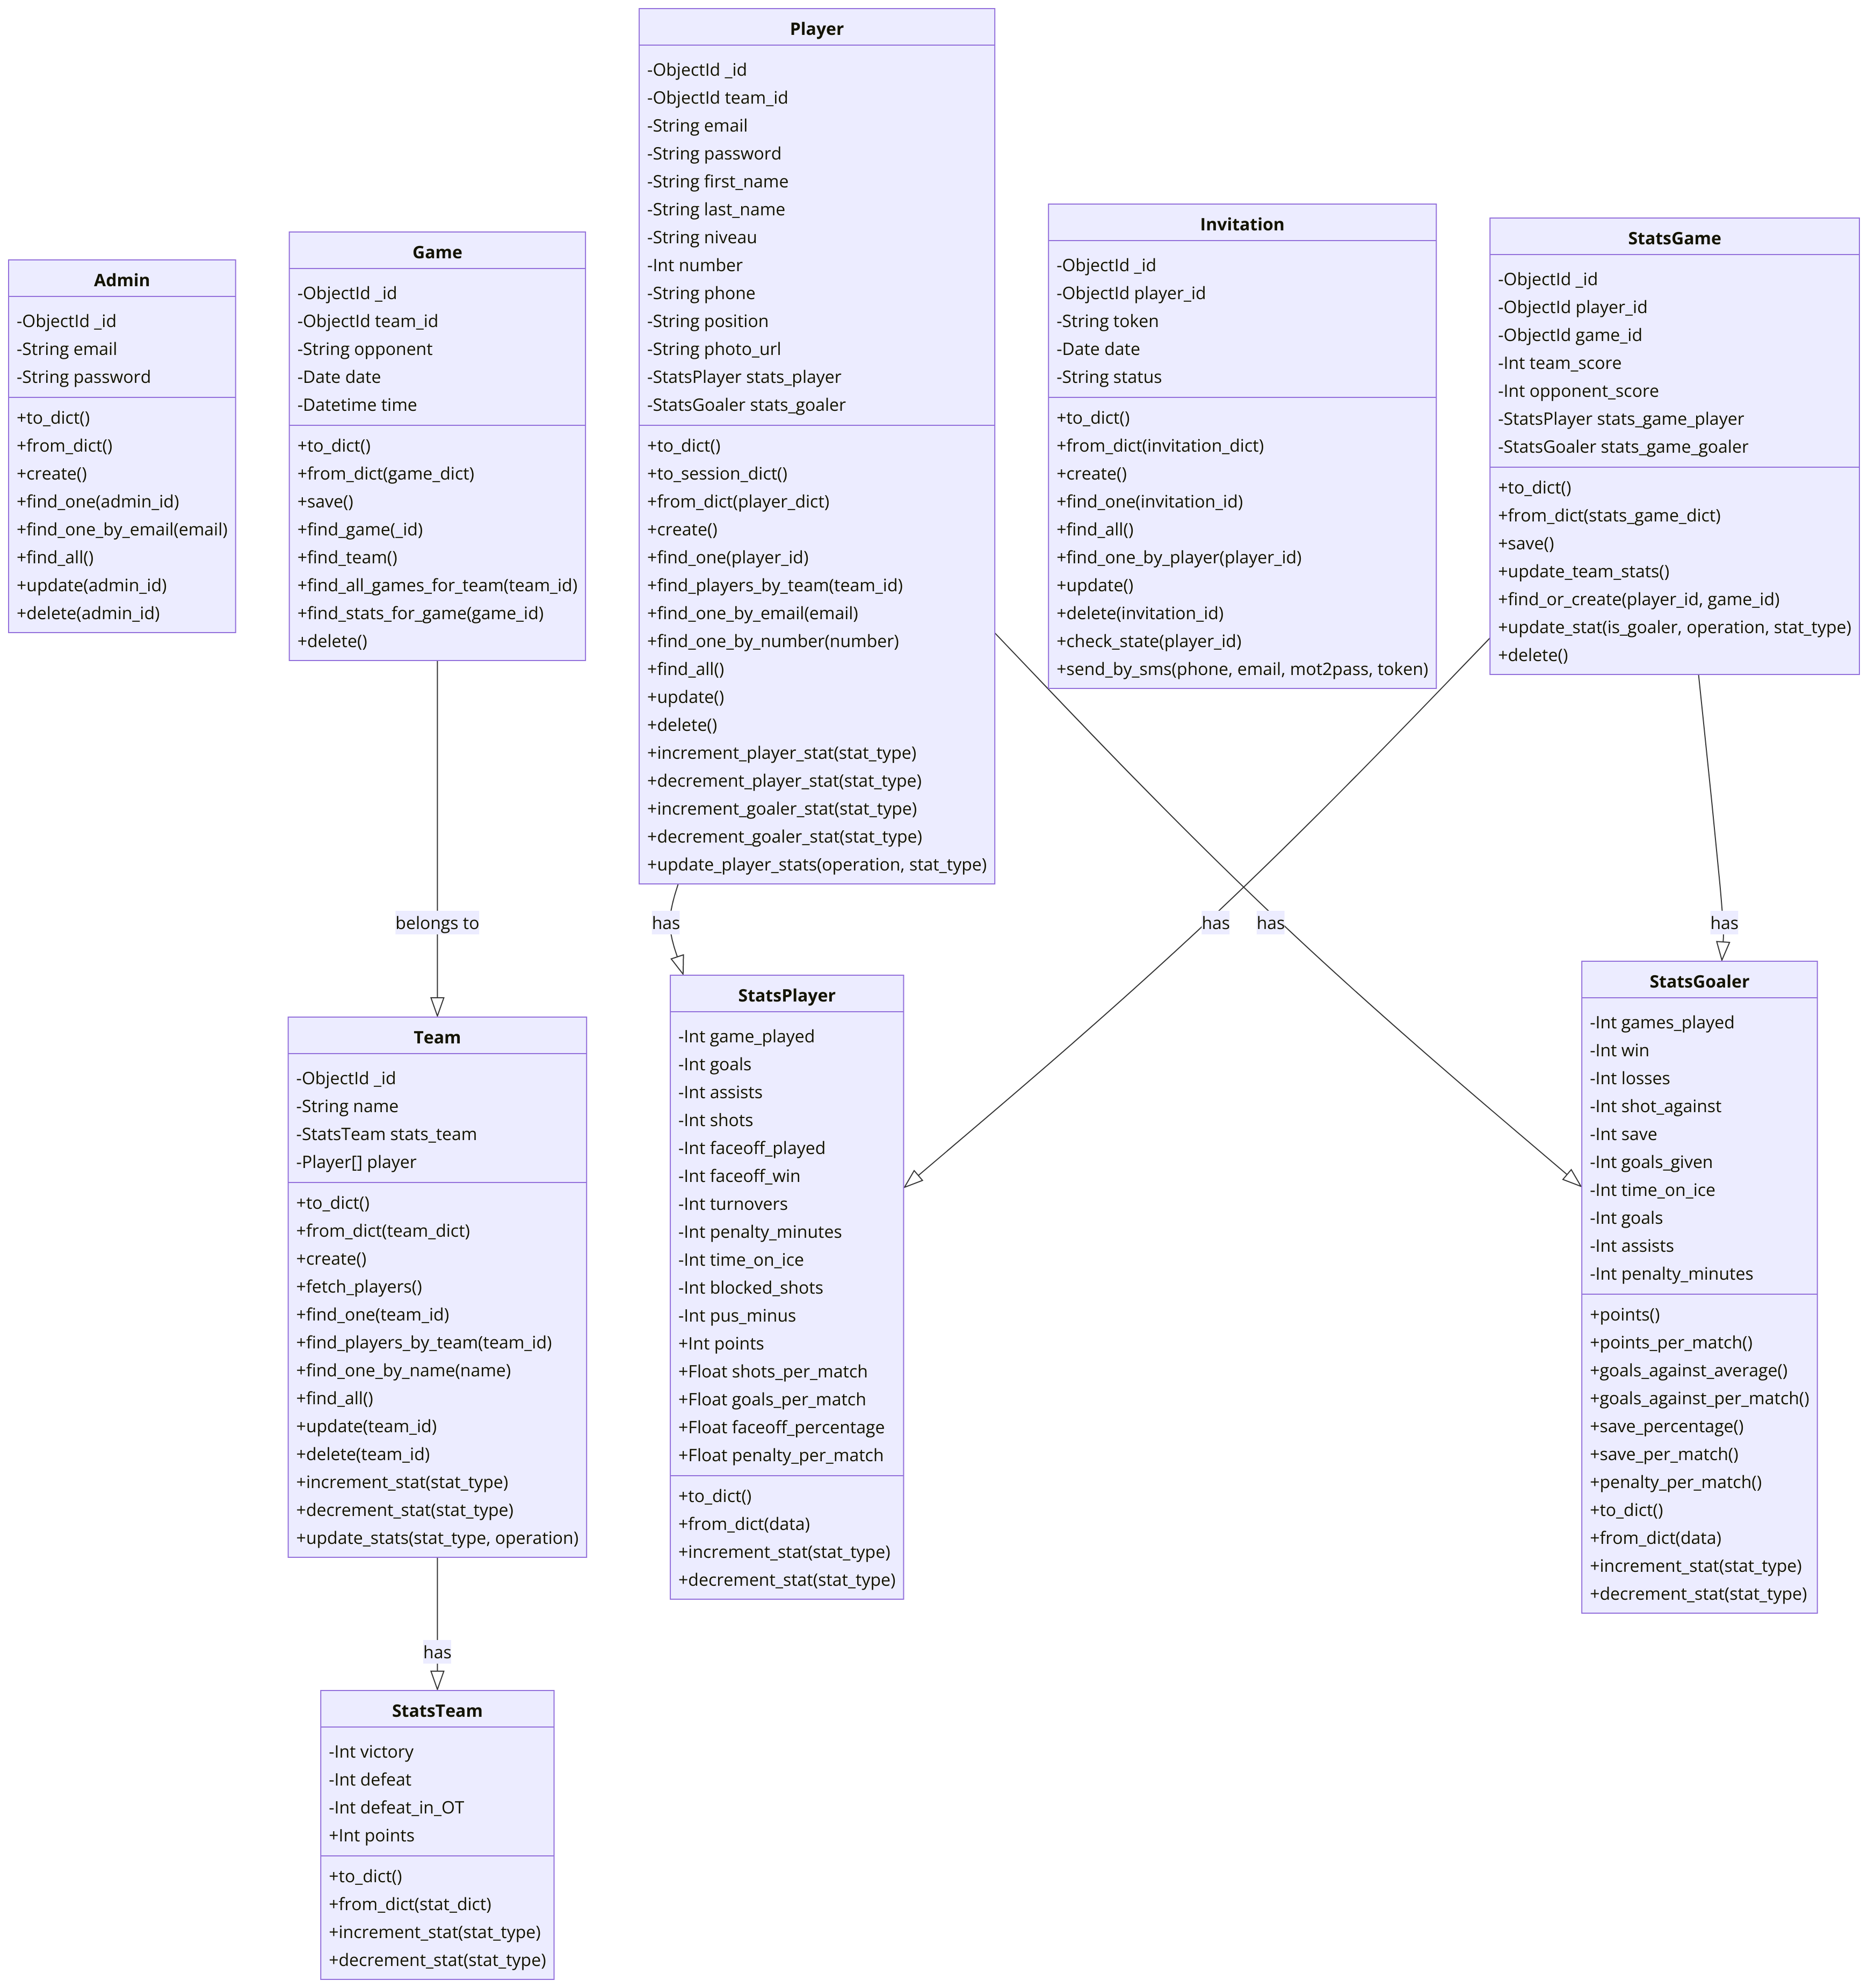 Player
-ObjectId _id
-ObjectId team_id
-String email
-String password
-String first_name
-String last_name
-String niveau
-Int number
-String phone
-String position
-String photo_url
-StatsPlayer stats_player
-StatsGoaler stats_goaler
+to_dict()
+to_session_dict()
+from_dict(player_dict)
+create()
+find_one(player_id)
+find_players_by_team(team_id)
+find_one_by_email(email)
+find_one_by_number(number)
+find_all()
+update()
+delete()
+increment_player_stat(stat_type)
+decrement_player_stat(stat_type)
+increment_goaler_stat(stat_type)
+decrement_goaler_stat(stat_type)
+update_player_stats(operation, stat_type)
Admin
-ObjectId _id
-String email
-String password
+to_dict()
+from_dict()
+create()
+find_one(admin_id)
+find_one_by_email(email)
+find_all()
+update(admin_id)
+delete(admin_id)
Game
-ObjectId _id
-ObjectId team_id
-String opponent
-Date date
-Datetime time
+to_dict()
+from_dict(game_dict)
+save()
+find_game(_id)
+find_team()
+find_all_games_for_team(team_id)
+find_stats_for_game(game_id)
+delete()
Invitation
-ObjectId _id
-ObjectId player_id
-String token
-Date date
-String status
+to_dict()
+from_dict(invitation_dict)
+create()
+find_one(invitation_id)
+find_all()
+find_one_by_player(player_id)
+update()
+delete(invitation_id)
+check_state(player_id)
+send_by_sms(phone, email, mot2pass, token)
StatsGame
-ObjectId _id
-ObjectId player_id
-ObjectId game_id
-Int team_score
-Int opponent_score
-StatsPlayer stats_game_player
-StatsGoaler stats_game_goaler
+to_dict()
+from_dict(stats_game_dict)
+save()
+update_team_stats()
+find_or_create(player_id, game_id)
+update_stat(is_goaler, operation, stat_type)
+delete()
belongs to
has
has
has
has
Team
-ObjectId _id
-String name
-StatsTeam stats_team
-Player[] player
+to_dict()
+from_dict(team_dict)
+create()
+fetch_players()
+find_one(team_id)
+find_players_by_team(team_id)
+find_one_by_name(name)
+find_all()
+update(team_id)
+delete(team_id)
+increment_stat(stat_type)
+decrement_stat(stat_type)
+update_stats(stat_type, operation)
StatsPlayer
-Int game_played
-Int goals
-Int assists
-Int shots
-Int faceoff_played
-Int faceoff_win
-Int turnovers
-Int penalty_minutes
-Int time_on_ice
-Int blocked_shots
-Int pus_minus
+Int points
+Float shots_per_match
+Float goals_per_match
+Float faceoff_percentage
+Float penalty_per_match
+to_dict()
+from_dict(data)
+increment_stat(stat_type)
+decrement_stat(stat_type)
StatsGoaler
-Int games_played
-Int win
-Int losses
-Int shot_against
-Int save
-Int goals_given
-Int time_on_ice
-Int goals
-Int assists
-Int penalty_minutes
+points()
+points_per_match()
+goals_against_average()
+goals_against_per_match()
+save_percentage()
+save_per_match()
+penalty_per_match()
+to_dict()
+from_dict(data)
+increment_stat(stat_type)
+decrement_stat(stat_type)
has
StatsTeam
-Int victory
-Int defeat
-Int defeat_in_OT
+Int points
+to_dict()
+from_dict(stat_dict)
+increment_stat(stat_type)
+decrement_stat(stat_type)